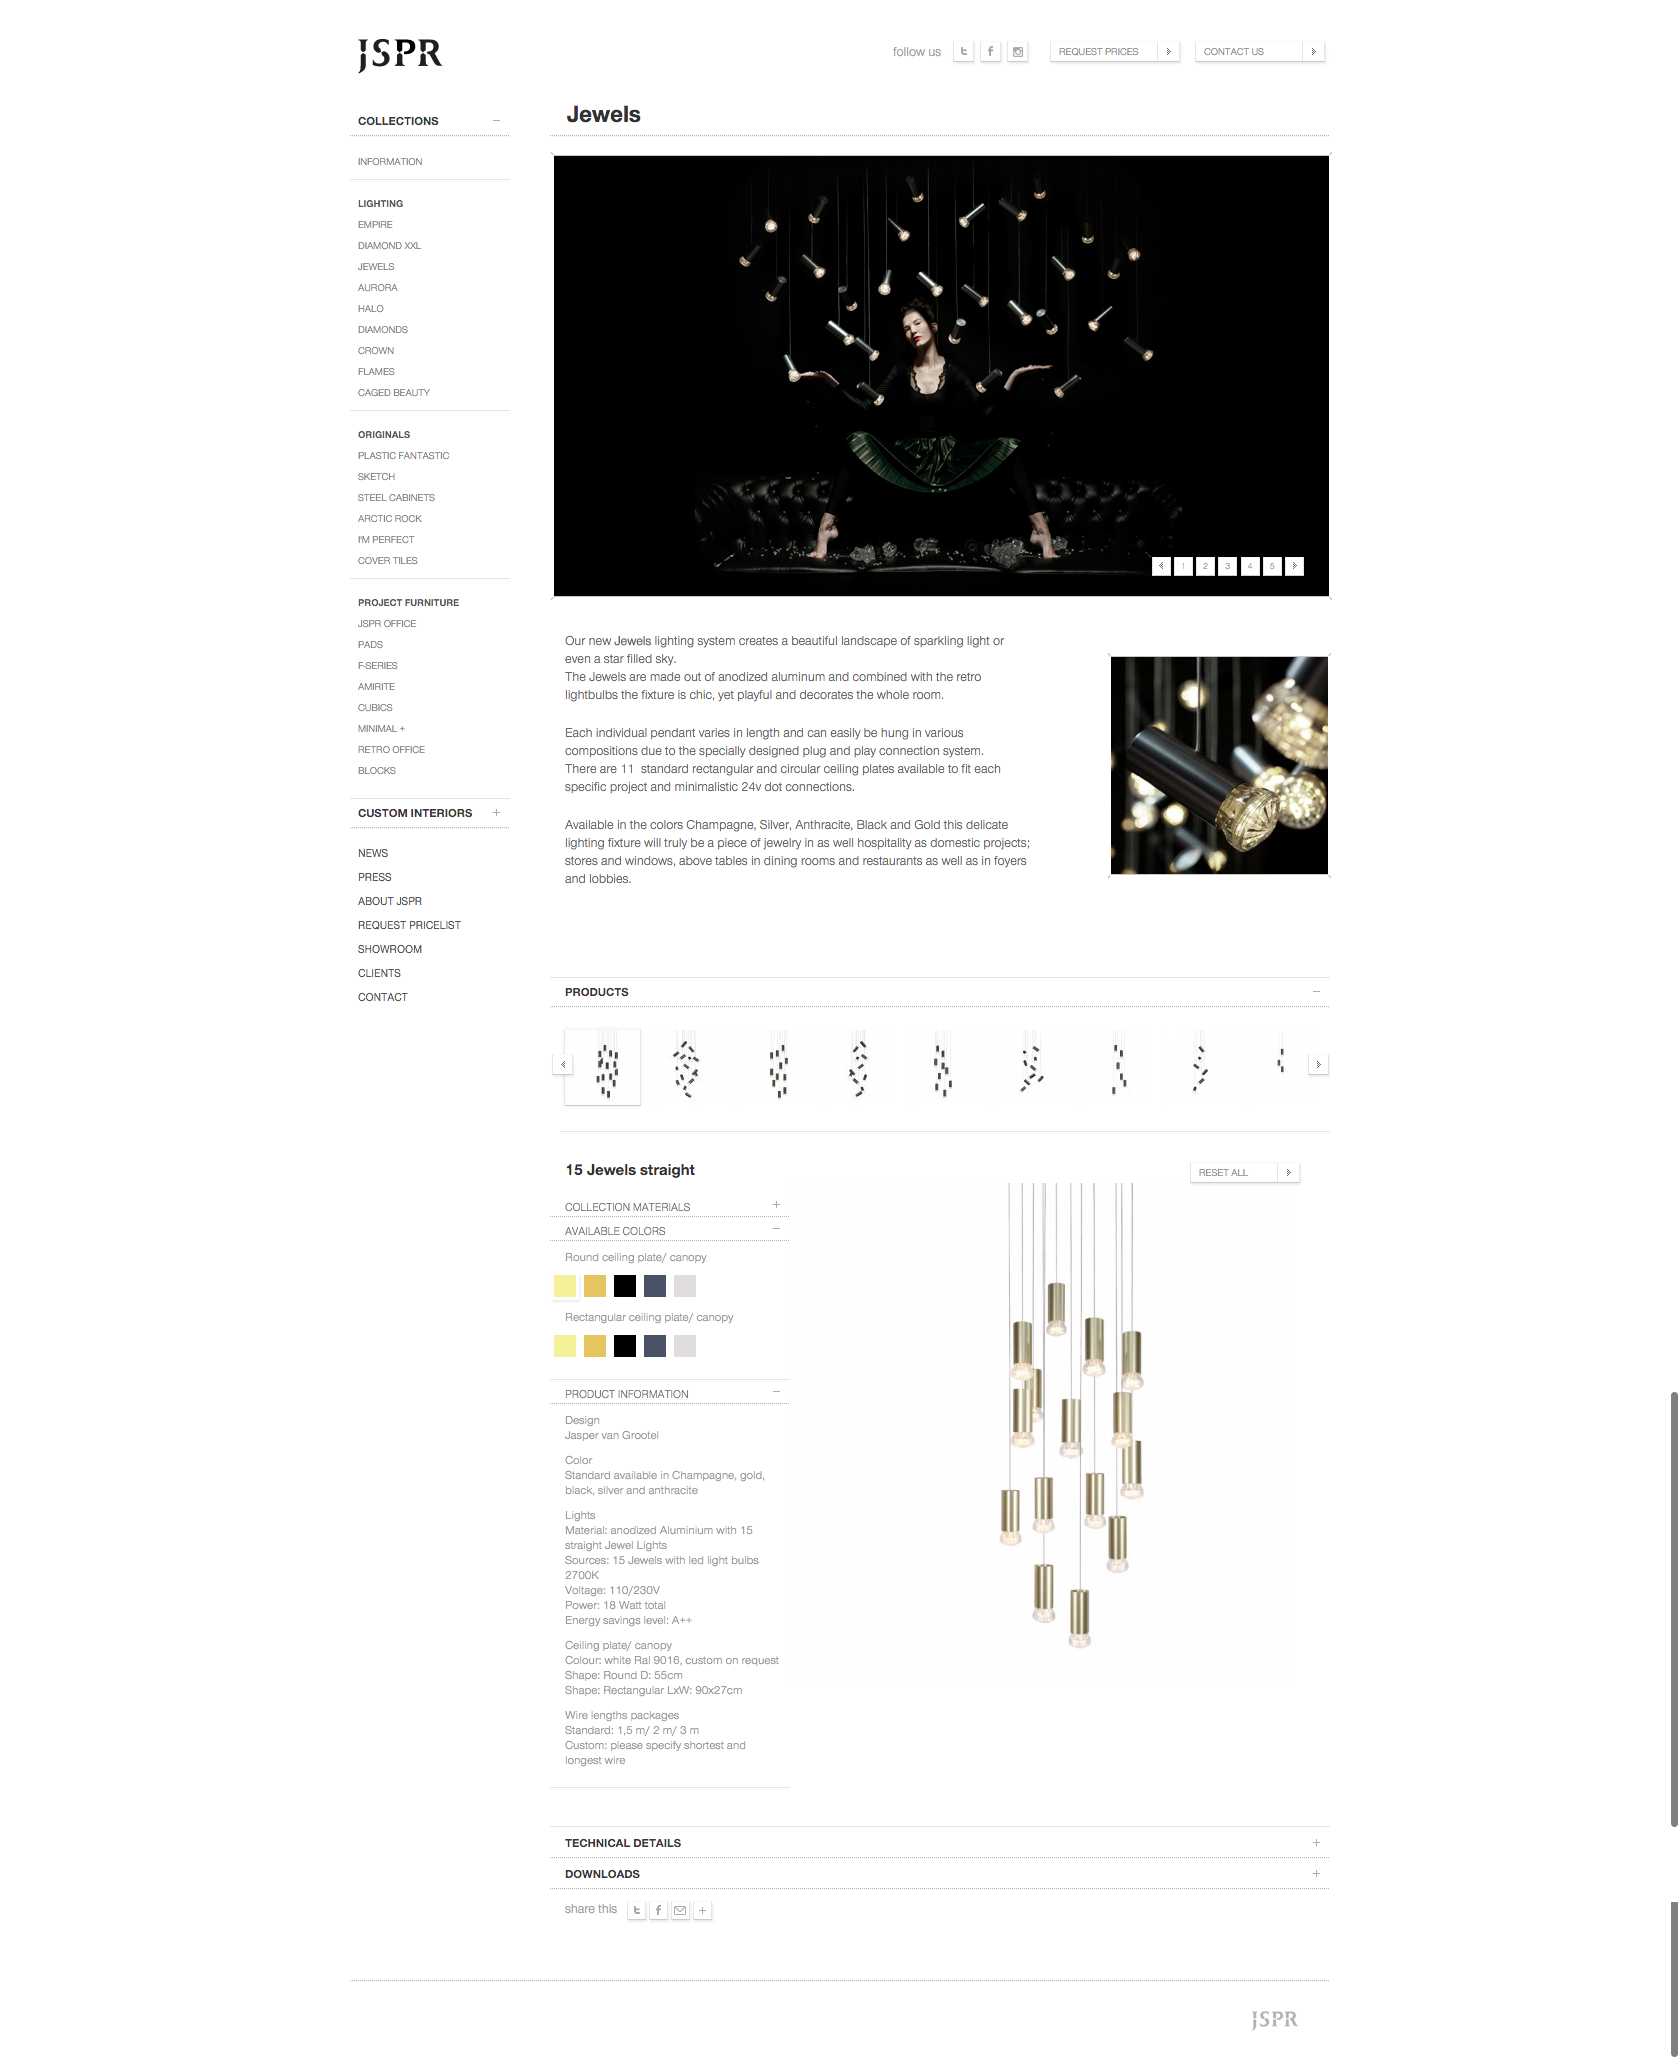 JSPR
follow us
REQUEST PRICES
CONTACT US
COLLECTIONS
INFORMATION
LIGHTING
EMPIRE
DIAMOND XXL
JEWELS
AURORA
HALO
DIAMONDS
CROWN
FLAMES
CAGED BEAUTY
ORIGINALS
PLASTIC FANTASTIC
SKETCH
STEEL CABINETS
ARCTIC ROCK
I'M PERFECT
COVER TILES
PROJECT FURNITURE
JSPR OFFICE
PADS
F-SERIES
AMIRITE
CUBICS
MINIMAL +
RETRO OFFICE
BLOCKS
CUSTOM INTERIORS
NEWS
PRESS
ABOUT JSPR
REQUEST PRICELIST
SHOWROOM
CLIENTS
CONTACT
Jewels
1 2 3 4 5
Our new Jewels lighting system creates a beautiful landscape of sparkling light or
even a star filled sky.
The Jewels are made out of anodized aluminum and combined with the retro
lightbulbs the fixture is chic, yet playful and decorates the whole room.
Each individual pendant varies in length and can easily be hung in various
compositions due to the specially designed plug and play connection system.
There are 11 standard rectangular and circular ceiling plates available to fit each
specific project and minimalistic 24v dot connections.
Available in the colors Champagne, Silver, Anthracite, Black and Gold this delicate
lighting fixture will truly be a piece of jewelry in as well hospitality as domestic projects;
stores and windows, above tables in dining rooms and restaurants as well as in foyers
and lobbies.
PRODUCTS
15 Jewels straight
RESET ALL
COLLECTION MATERIALS
AVAILABLE COLORS
Round ceiling plate/ canopy
Rectangular ceiling plate/ canopy
PRODUCT INFORMATION
Design
Jasper van Grootel
Color
Standard available in Champagne, gold,
black, silver and anthracite
Lights
Material: anodized Aluminium with 15
straight Jewel Lights
Sources: 15 Jewels with led light bulbs
2700K
Voltage: 110/230V
Power: 18 Watt total
Energy savings level: A++
Ceiling plate/ canopy
Colour: white Ral 9016, custom on request
Shape: Round D: 55cm
Shape: Rectangular LxW: 90x27cm
Wire lengths packages
Standard: 1,5 m/ 2 m/ 3 m
Custom: please specify shortest and
longest wire
TECHNICAL DETAILS
DOWNLOADS
share this
JSPR